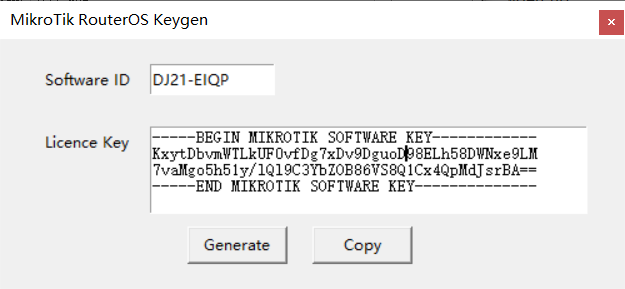 MikroTik RouterOS Keygen
Software ID DJ21-EIQP
Licence Key
-----BEGIN MIKROTIK SOFTWARE KEY------------
KxytDbvmWTLkUF0vfDg7xDv9DguoD98ELh58DWNxe9LM
7vaMgo5h51y/lQl9C3YbZOB86VS8Q1Cx4QpMdJsrBA==
-----END MIKROTIK SOFTWARE KEY--------------
Generate Copy